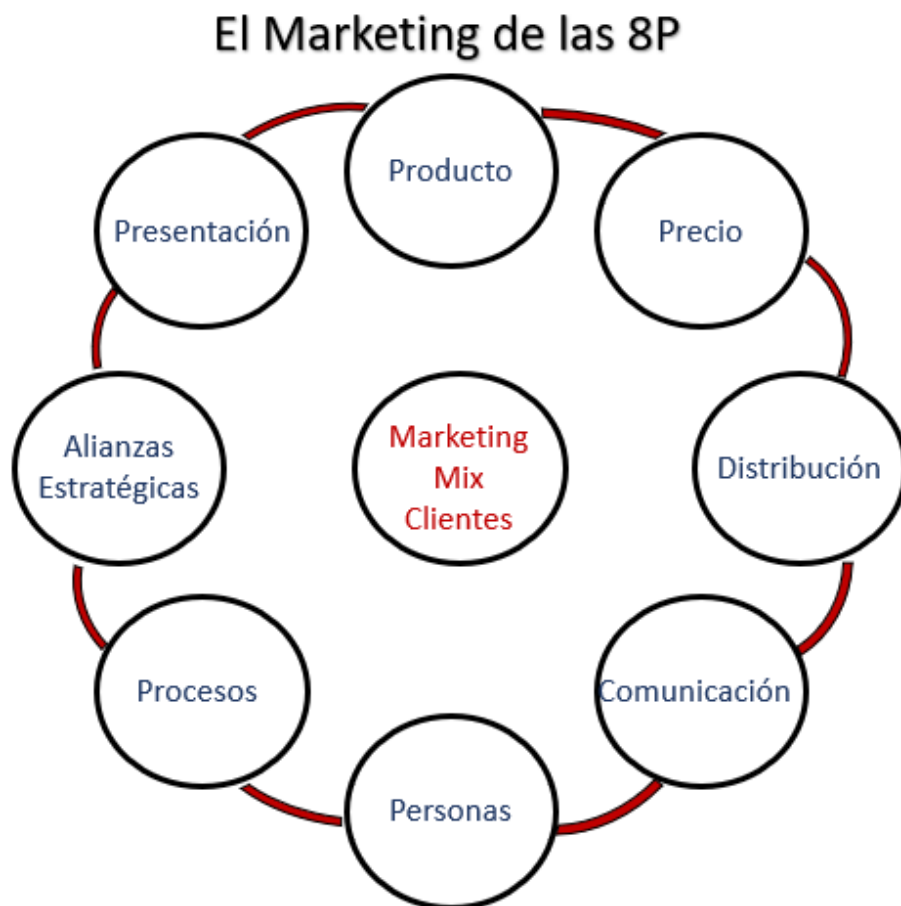 El Marketing de las 8P
Producto
Precio
Distribución
Comunicación
Personas
Procesos
Alianzas
Estratégicas
Presentación
Marketing
Mix
Clientes